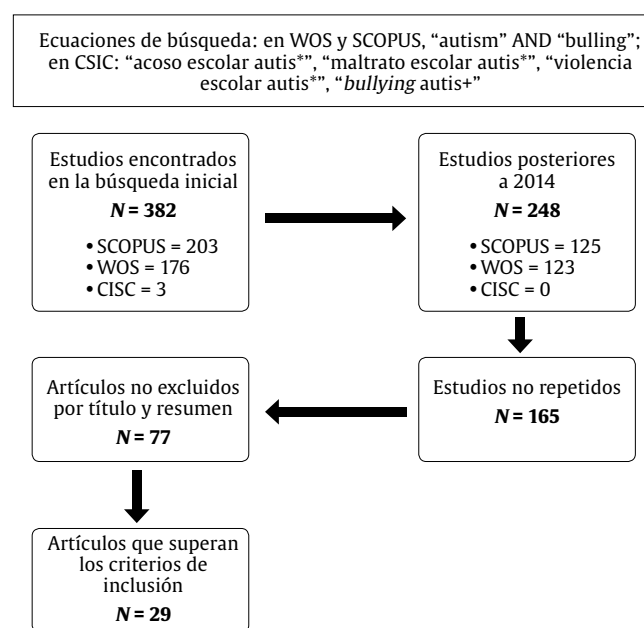 Ecuaciones de búsqueda: en WOS y SCOPUS, “autism” AND “bulling”;
en CSIC: “acoso escolar autis*”, “maltrato escolar autis*”, “violencia
escolar autis*”, “bullying autis+”
Estudios encontrados
en la búsqueda inicial
N = 382
• SCOPUS = 203
• WOS = 176
• CISC = 3
Estudios posteriores
a 2014
N = 248
• SCOPUS = 125
• WOS = 123
• CISC = 0
Estudios no repetidos
N = 165
Artículos no excluidos
por título y resumen
N = 77
Artículos que superan
los criterios de
inclusión
N = 29